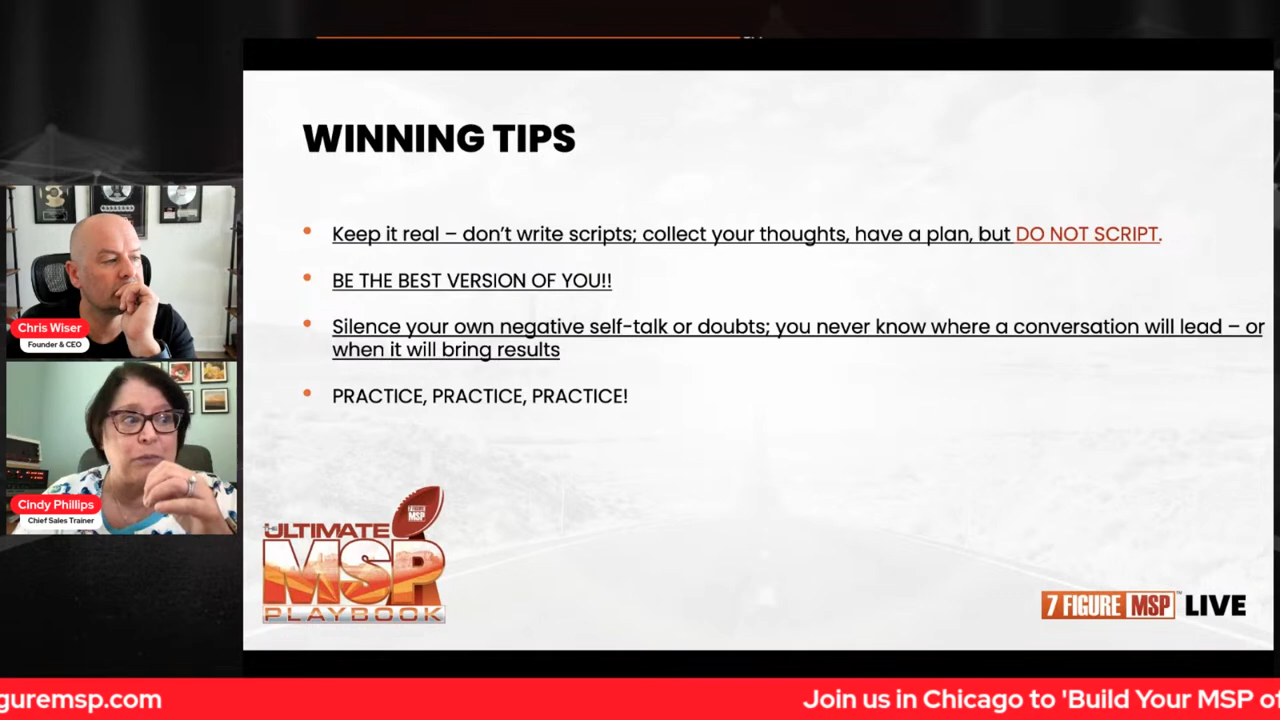 WINNING TIPS
Keep it real – don't write scripts; collect your thoughts, have a plan, but DO NOT SCRIPT.
BE THE BEST VERSION OF YOU!!
Silence your own negative self-talk or doubts; you never know where a conversation will lead – or
when it will bring results
PRACTICE, PRACTICE, PRACTICE!
Chris Wiser
Founder & CEO
Cindy Phillips
Chief Sales Trainer
7 FIGURE
MSP
THE ULTIMATE
MSP
PLAYBOOK
7 FIGURE MSP™ LIVE
guremsp.com
Join us in Chicago to 'Build Your MSP of